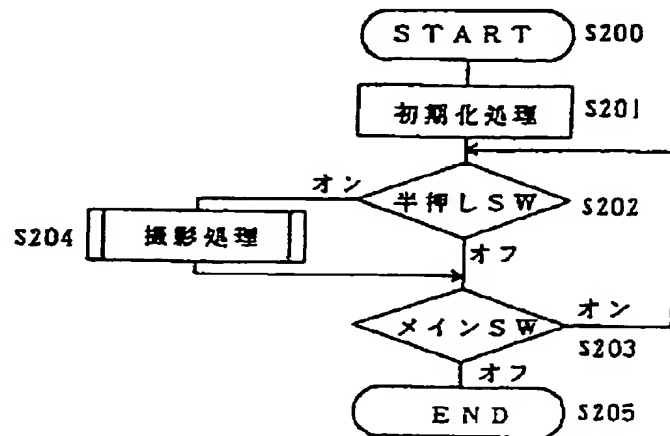 START S200
初期化処理 S201
オン
半押しSW S202
S204 撮影処理
オフ
オン
メインSW
S203
オフ
END S205